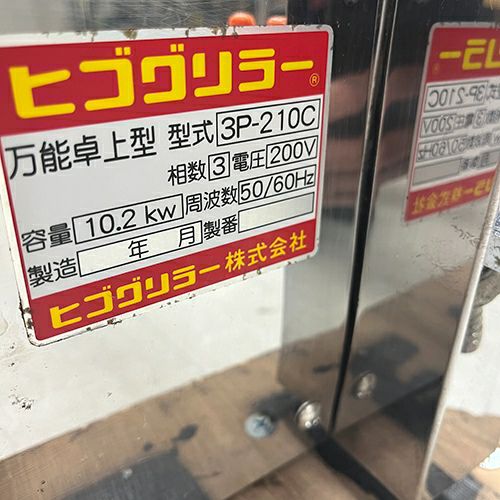 ヒゴグリラー®
万能卓上型 型式 3P-210C
相数 3 電圧 200V
容量 10.2 kw 周波数 50/60Hz
製造 年 月 製番
ヒゴグリラー株式会社